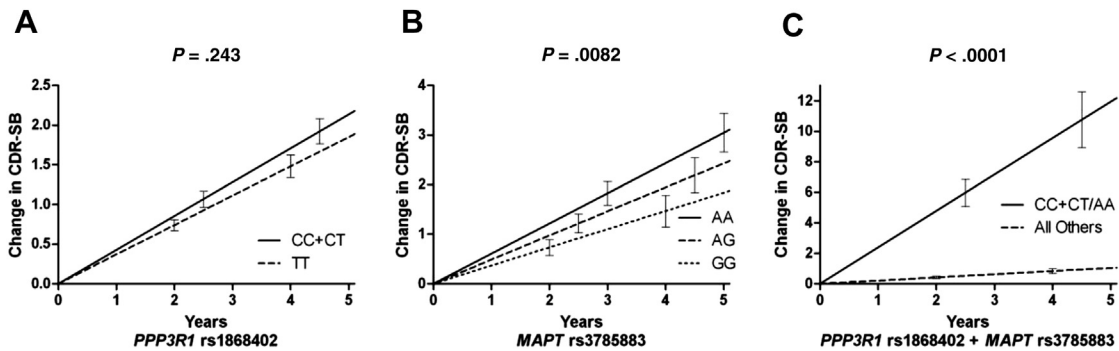 A
P = .243
Change in CDR-SB
2.5
2.0
1.5
1.0
0.5
0.0
CC+CT
TT
0 1 2 3 4 5
Years
PPP3R1 rs1868402
B
P = .0082
Change in CDR-SB
4
3
2
1
0
AA
AG
GG
0 1 2 3 4 5
Years
MAPT rs3785883
C
P < .0001
Change in CDR-SB
12
10
8
6
4
2
0
CC+CT/AA
All Others
0 1 2 3 4 5
Years
PPP3R1 rs1868402 + MAPT rs3785883